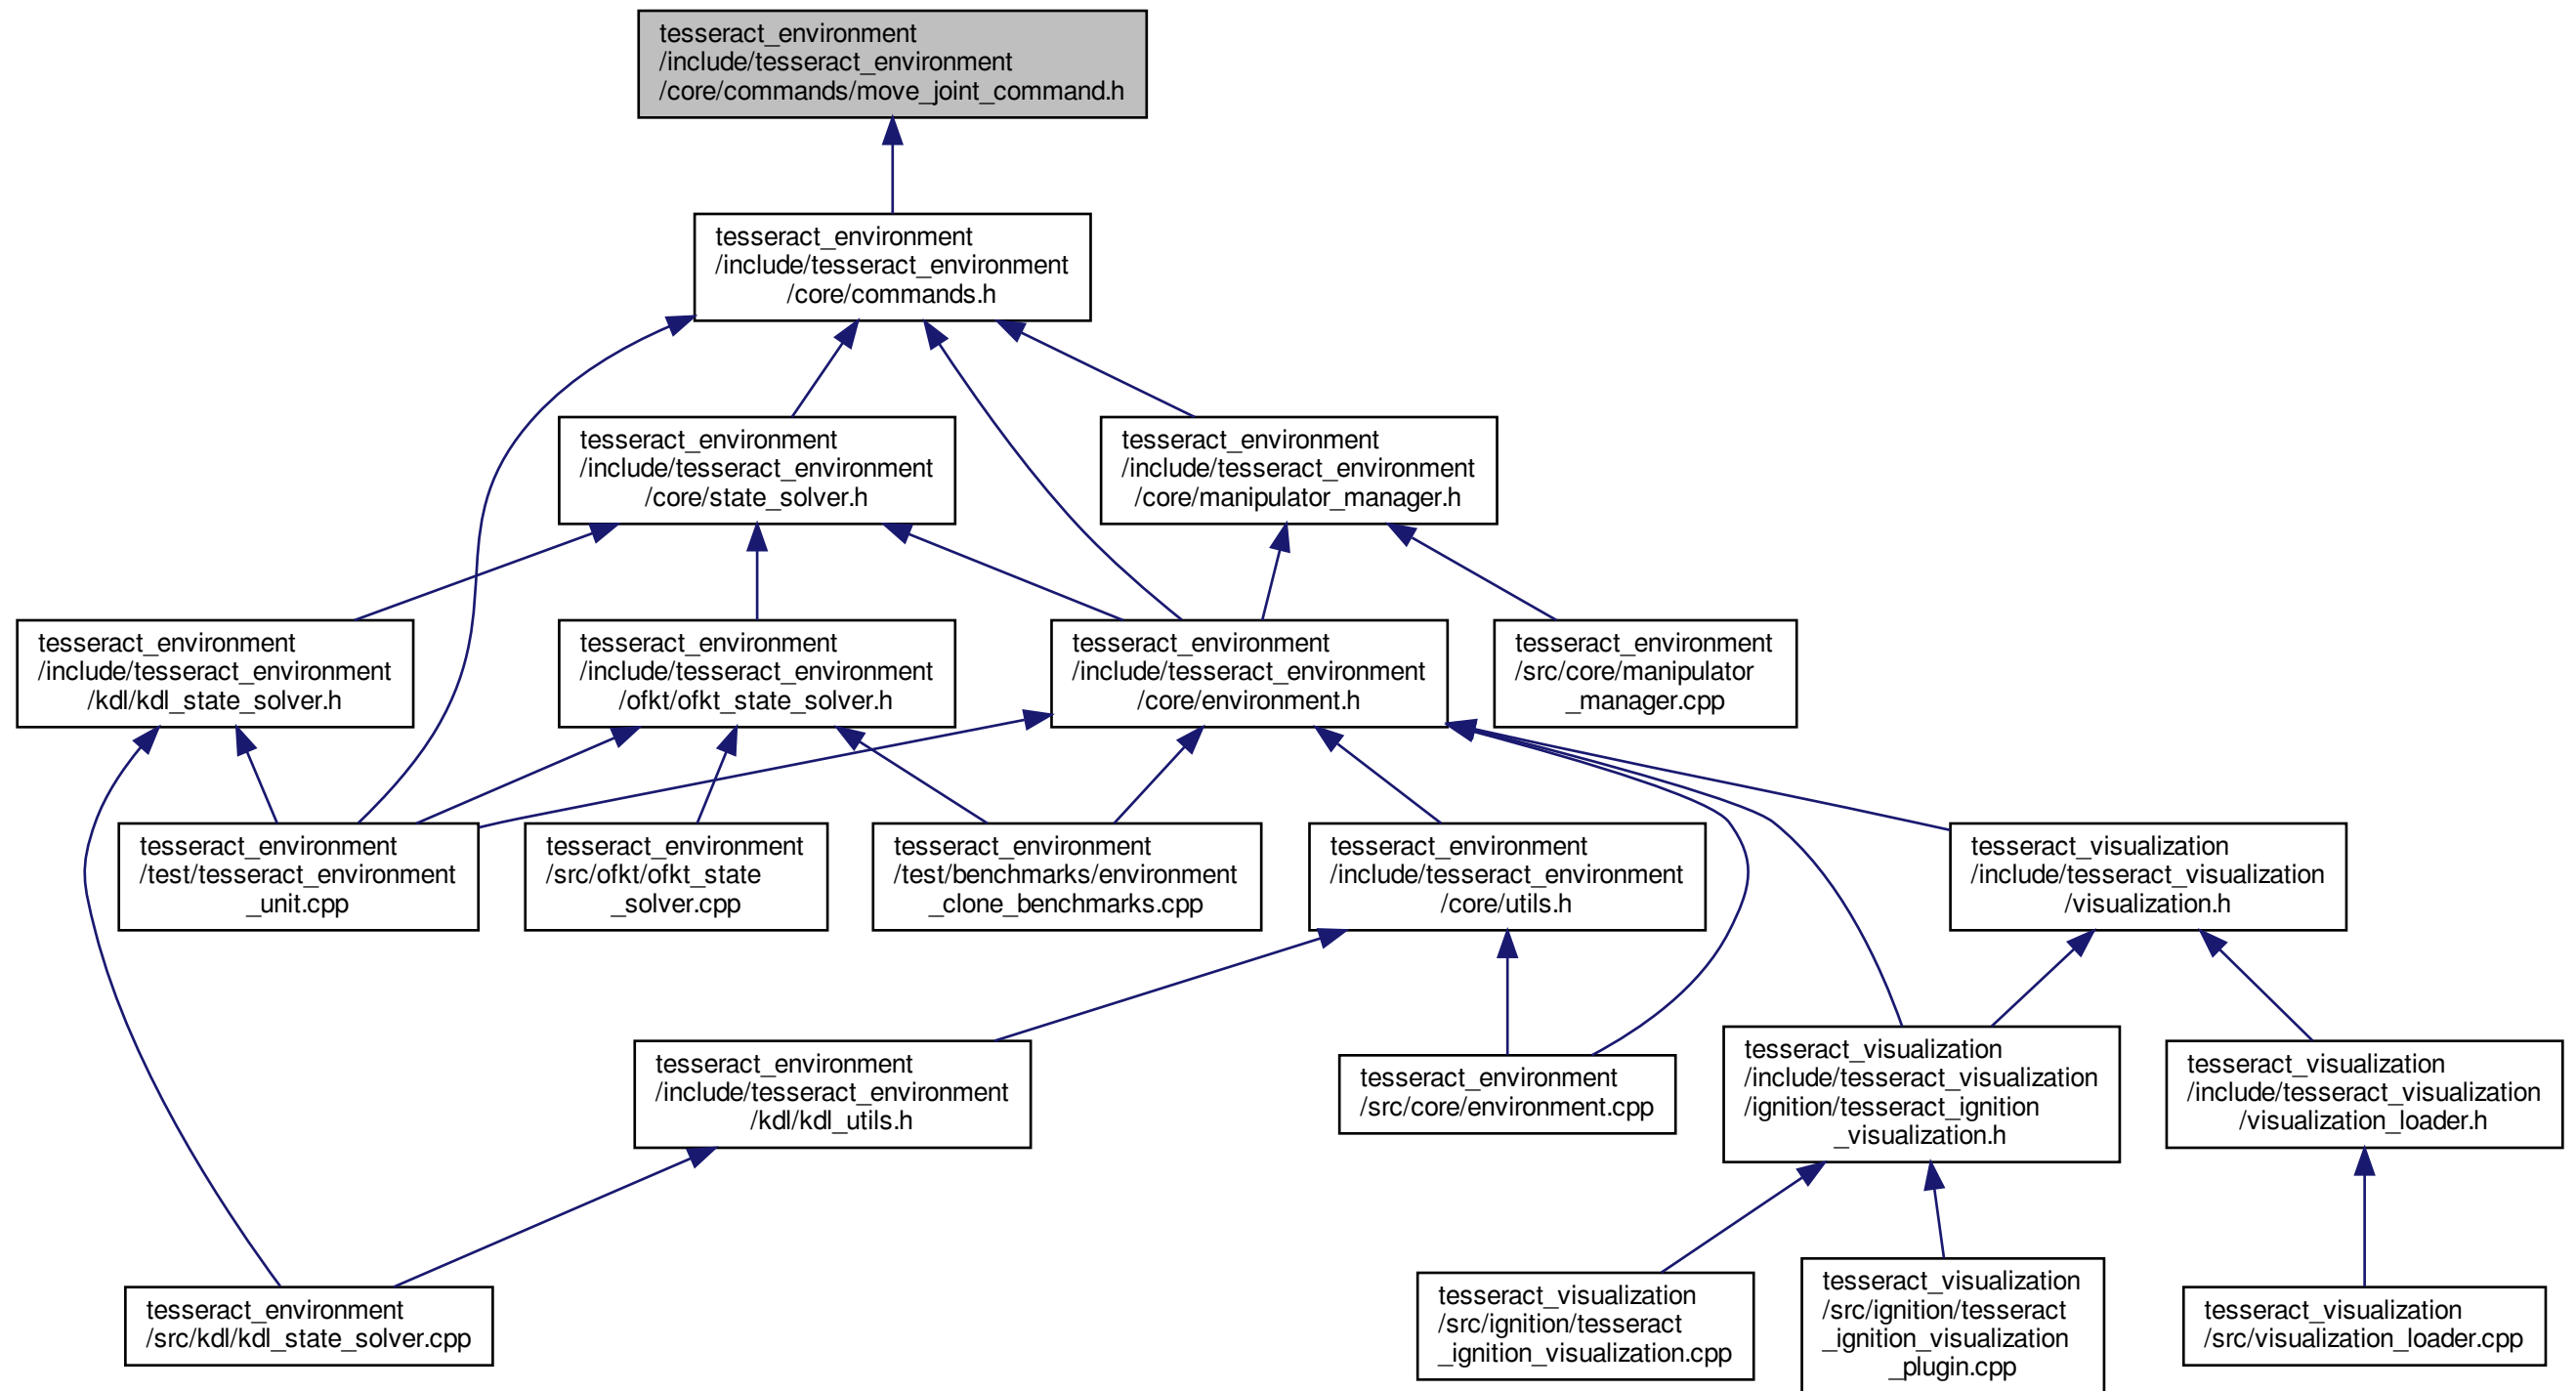 tesseract_environment
/include/tesseract_environment
/core/commands/move_joint_command.h
tesseract_environment
/include/tesseract_environment
/core/commands.h
tesseract_environment
/include/tesseract_environment
/core/state_solver.h
tesseract_environment
/include/tesseract_environment
/core/manipulator_manager.h
tesseract_environment
/include/tesseract_environment
/kdl/kdl_state_solver.h
tesseract_environment
/include/tesseract_environment
/ofkt/ofkt_state_solver.h
tesseract_environment
/include/tesseract_environment
/core/environment.h
tesseract_environment
/src/core/manipulator
_manager.cpp
tesseract_environment
/test/tesseract_environment
_unit.cpp
tesseract_environment
/src/ofkt/ofkt_state
_solver.cpp
tesseract_environment
/test/benchmarks/environment
_clone_benchmarks.cpp
tesseract_environment
/include/tesseract_environment
/core/utils.h
tesseract_visualization
/include/tesseract_visualization
/visualization.h
tesseract_environment
/include/tesseract_environment
/kdl/kdl_utils.h
tesseract_environment
/src/core/environment.cpp
tesseract_visualization
/include/tesseract_visualization
/ignition/tesseract_ignition
_visualization.h
tesseract_visualization
/include/tesseract_visualization
/visualization_loader.h
tesseract_environment
/src/kdl/kdl_state_solver.cpp
tesseract_visualization
/src/ignition/tesseract
_ignition_visualization.cpp
tesseract_visualization
/src/ignition/tesseract
_ignition_visualization
_plugin.cpp
tesseract_visualization
/src/visualization_loader.cpp